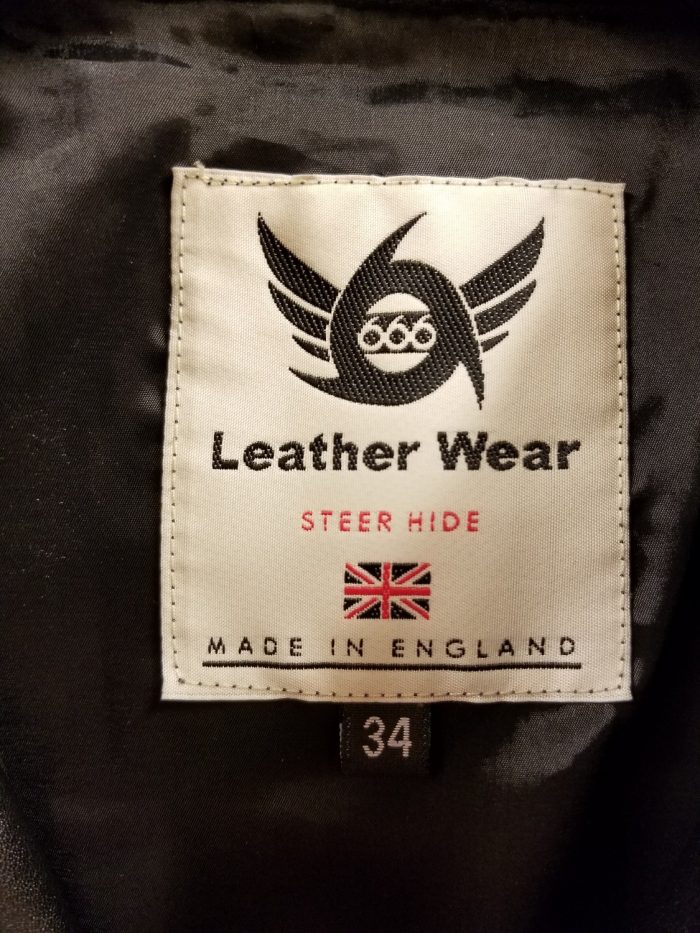 666
Leather Wear
STEER HIDE
MADE IN ENGLAND
34